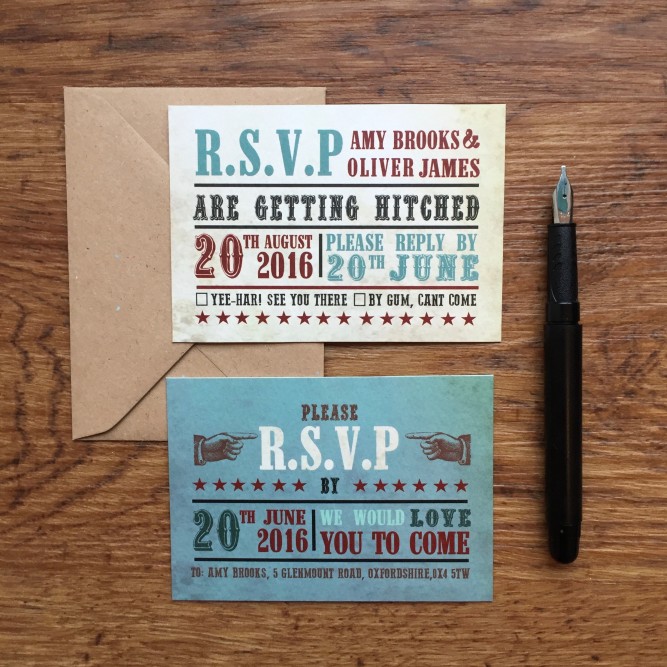 R.S.V.P AMY BROOKS &
OLIVER JAMES
ARE GETTING HITCHED
20TH AUGUST 2016
PLEASE REPLY BY
20TH JUNE
YEE-HAR! SEE YOU THERE BY GUM, CANT COME
PLEASE
R.S.V.P
BY
20TH JUNE 2016
WE WOULD LOVE
YOU TO COME
TO: AMY BROOKS, 5 GLENMOUNT ROAD, OXFORDSHIRE,OX4 5TW